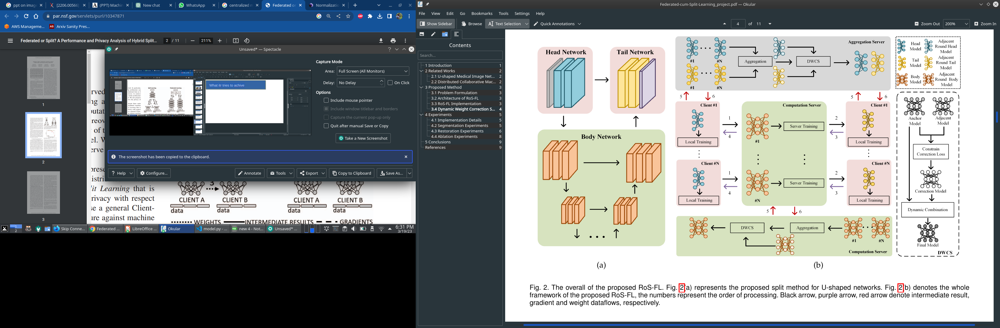 ppt on imag
[2206.00566]
(PPT) Machin
New chat
WhatsApp
centralized m
Federated or
Normalizatio
par.nsf.gov/servlets/purl/10347871
ABP
AWS Manageme...
AS Arxiv Sanity Pres...
Federated or Split? A Performance and Privacy Analysis of Hybrid Split...
2 / 11
211%
1
2
3
Unsaved* — Spectacle
What itr tries to achive
Capture Mode
Area: Full Screen (All Monitors)
Delay: No Delay
On Click
Options
Include mouse pointer
Include window titlebar and borders
Capture the current pop-up only
Quit after manual Save or Copy
Take a New Screenshot
The screenshot has been copied to the clipboard.
? Help
Configure...
Annotate
Tools
Export
Copy to Clipboard
Save As...
lit Learning that is
rivacy with respect
se a general Client-
ure against machine
3
CLIENT A
CLIENT B
CLIENT A
CLIENT B
data
data
data
data
WEIGHTS
INTERMEDIATE RESULTS
GRADIENTS
1
2
Skip Conne...
Federated ...
LibreOffice ...
Okular
model.py - ...
new 4 - Not...
Unsaved* ...
6:31 PM
3/19/23
Federated-cum-Split-Learning_project.pdf — Okular
File View Edit Go Bookmarks Tools Settings Help
Show Sidebar
Browse
Text Selection
Quick Annotations
4 of 11
Zoom Out
200%
Zoom In
Contents
Search...
1 Introduction 1
2 Related Works 2
2.1 U-shaped Medical Image Net... 2
2.2 Distributed Collaborative Mac... 2
3 Proposed Method 3
3.1 Problem Formulation 3
3.2 Architecture of RoS-FL 3
3.3 RoS-FL Implementation 3
3.4 Dynamic Weight Correction S... 4
4 Experiments 5
4.1 Implementation Details 5
4.2 Segmentation Experiments 5
4.3 Restoration Experiments 6
4.4 Ablation Experiments 8
5 Conclusions 9
References 9
Head Network
Tail Network
Body Network
(a)
Aggregation Server
#1
#N
#1
#N
Aggregation
DWCS
5
6
5
6
Client #1
Local Training
1
4
Computation Server
#1
Server Training
2
3
Client #1
Local Training
Client #N
Local Training
1
4
#N
Server Training
2
3
Client #N
Local Training
5
6
DWCS
Aggregation
#1
#N
Computation Server
(b)
Head
Model
Adjacent
Round Head
Model
Tail
Model
Adjacent
Round Tail
Model
Body
Model
Adjacent
Round Body
Model
Anchor
Model
Adjacent
Model
Constrain
Correction Loss
Correction Model
Dynamic Combination
Final Model
DWCS
Fig. 2. The overall of the proposed RoS-FL. Fig. 2(a) represents the proposed split method for U-shaped networks. Fig. 2(b) denotes the whole
framework of the proposed RoS-FL, the numbers represent the order of processing. Black arrow, purple arrow, red arrow denote intermediate result,
gradient and weight dataflows, respectively.